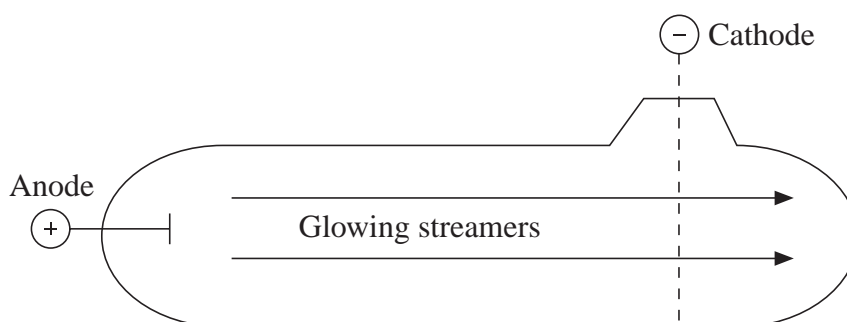 − Cathode
Anode
+
Glowing streamers